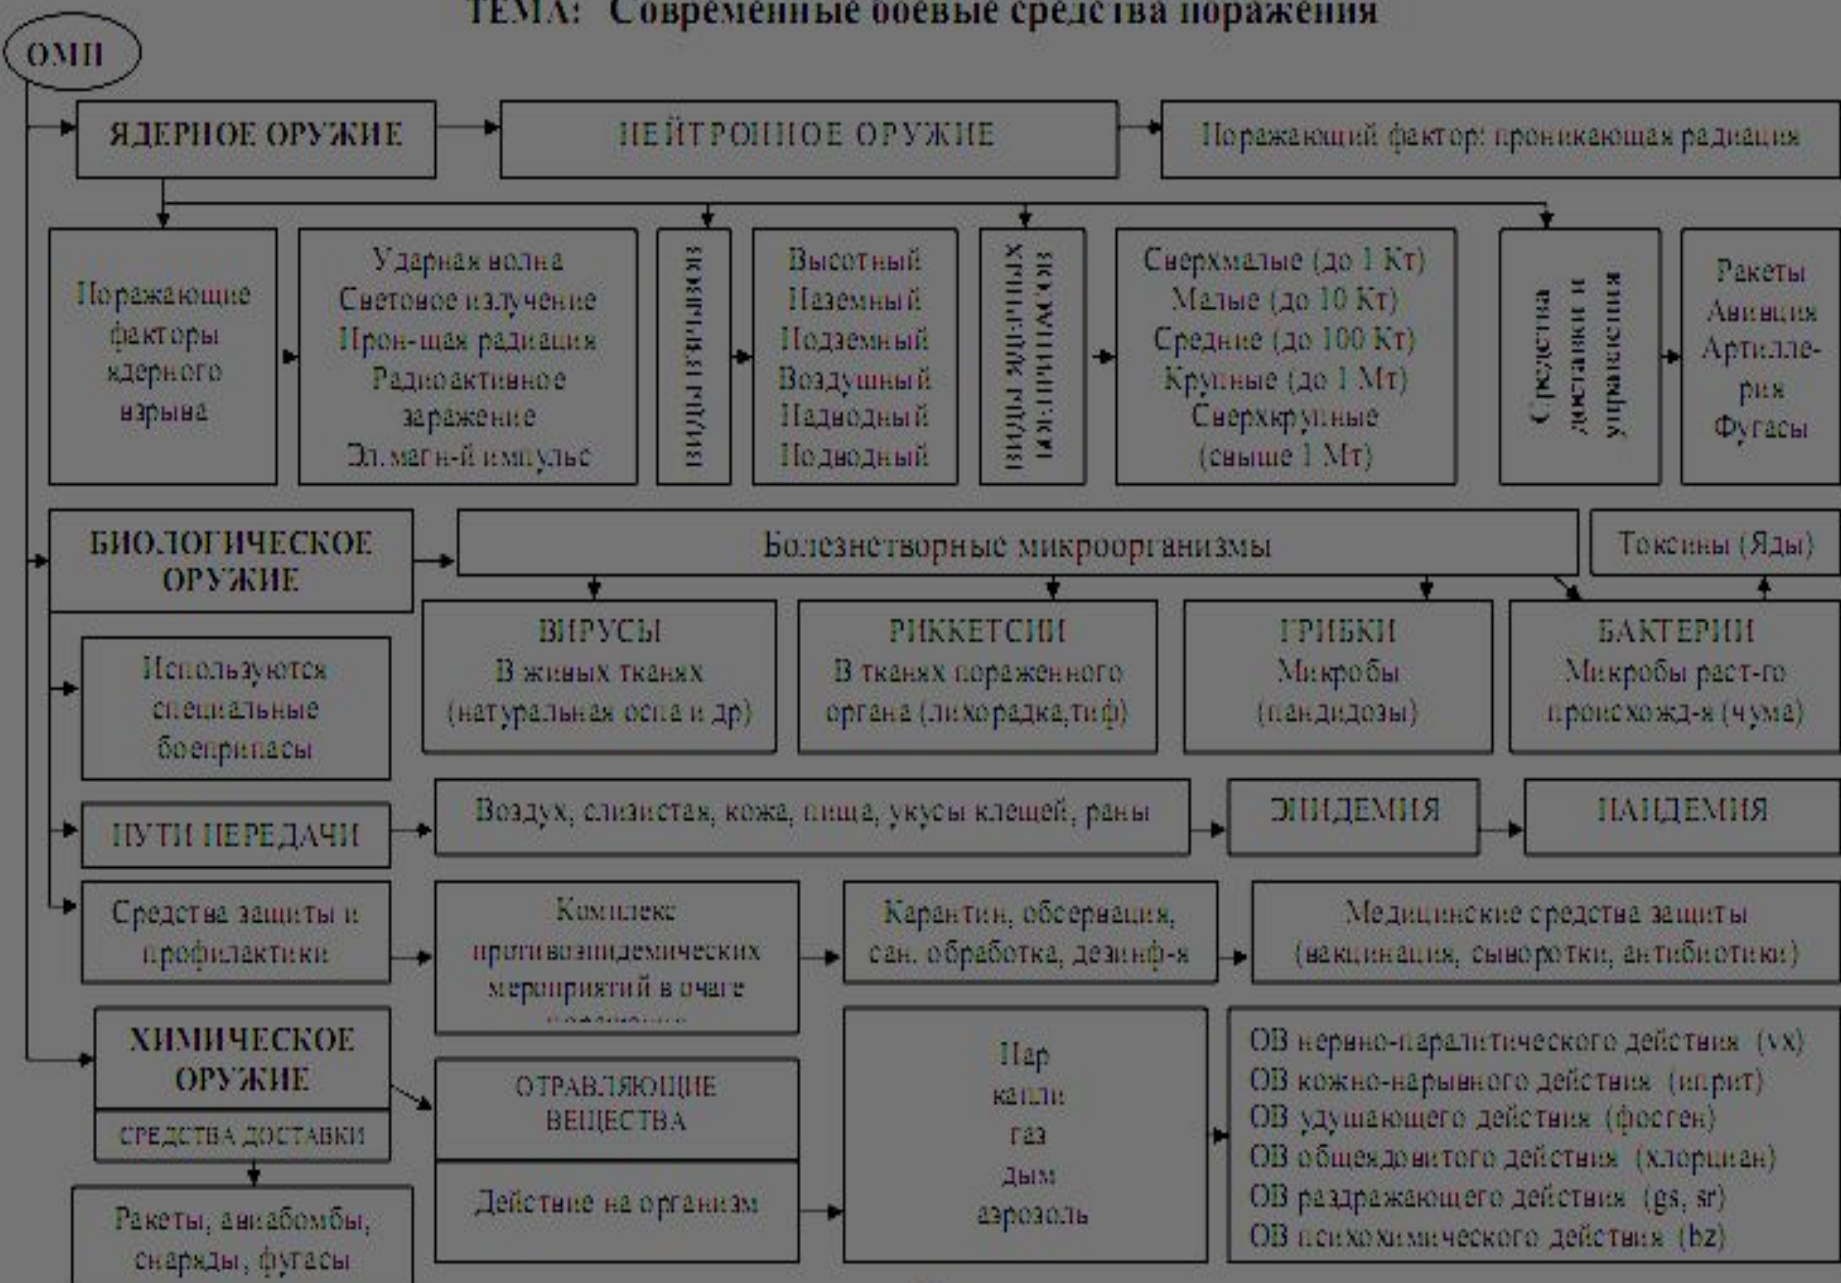 ТЕМА: Современные боевые средства поражения
ОМП
ЯДЕРНОЕ ОРУЖИЕ
НЕЙТРОННОЕ ОРУЖИЕ
Поражающий фактор: проникающая радиация
Поражающие
факторы
ядерного
взрыва
Ударная волна
Световое излучение
Прон-щая радиация
Радиоактивное
заражение
Эл.магн-й импульс
ВИДЫ ВЗРЫВОВ
Высотный
Наземный
Подземный
Воздушный
Надводный
Подводный
ВИДЫ ЯДЕРНЫХ
БОЕПРИПАСОВ
Сверхмалые (до 1 Кт)
Малые (до 10 Кт)
Средние (до 100 Кт)
Крупные (до 1 Мт)
Сверхкрупные
(свыше 1 Мт)
Средства
доставки и
управления
Ракеты
Авивция
Артилле-
рия
Фугасы
БИОЛОГИЧЕСКОЕ
ОРУЖИЕ
Болезнетворные микроорганизмы
Токсины (Яды)
ВИРУСЫ
В живых тканях
(натуральная оспа и др)
РИККЕТСИИ
В тканях пораженного
органа (лихорадка,тиф)
ГРИБКИ
Микробы
(пандидозы)
БАКТЕРИИ
Микробы раст-го
происхожд-я (чума)
Используются
специальные
боеприпасы
ПУТИ ПЕРЕДАЧИ
Воздух, слизистая, кожа, пища, укусы клещей, раны
ЭПИДЕМИЯ
ПАНДЕМИЯ
Средства защиты и
профилактики
Комплекс
противоэпидемических
мероприятий в очаге
Карантин, обсервация,
сан. обработка, дезинф-я
Медицинские средства защиты
(вакцинация, сыворотки, антибиотики)
ХИМИЧЕСКОЕ
ОРУЖИЕ
СРЕДСТВА ДОСТАВКИ
Ракеты, авиабомбы,
снаряды, фугасы
ОТРАВЛЯЮЩИЕ
ВЕЩЕСТВА
Действие на организм
Пар
капли
газ
дым
аэрозоль
ОВ нервно-паралитического действия (vx)
ОВ кожно-нарывного действия (иприт)
ОВ удушающего действия (фосген)
ОВ общеядовитого действия (хлорциан)
ОВ раздражающего действия (gs, sr)
ОВ психохимического действия (bz)